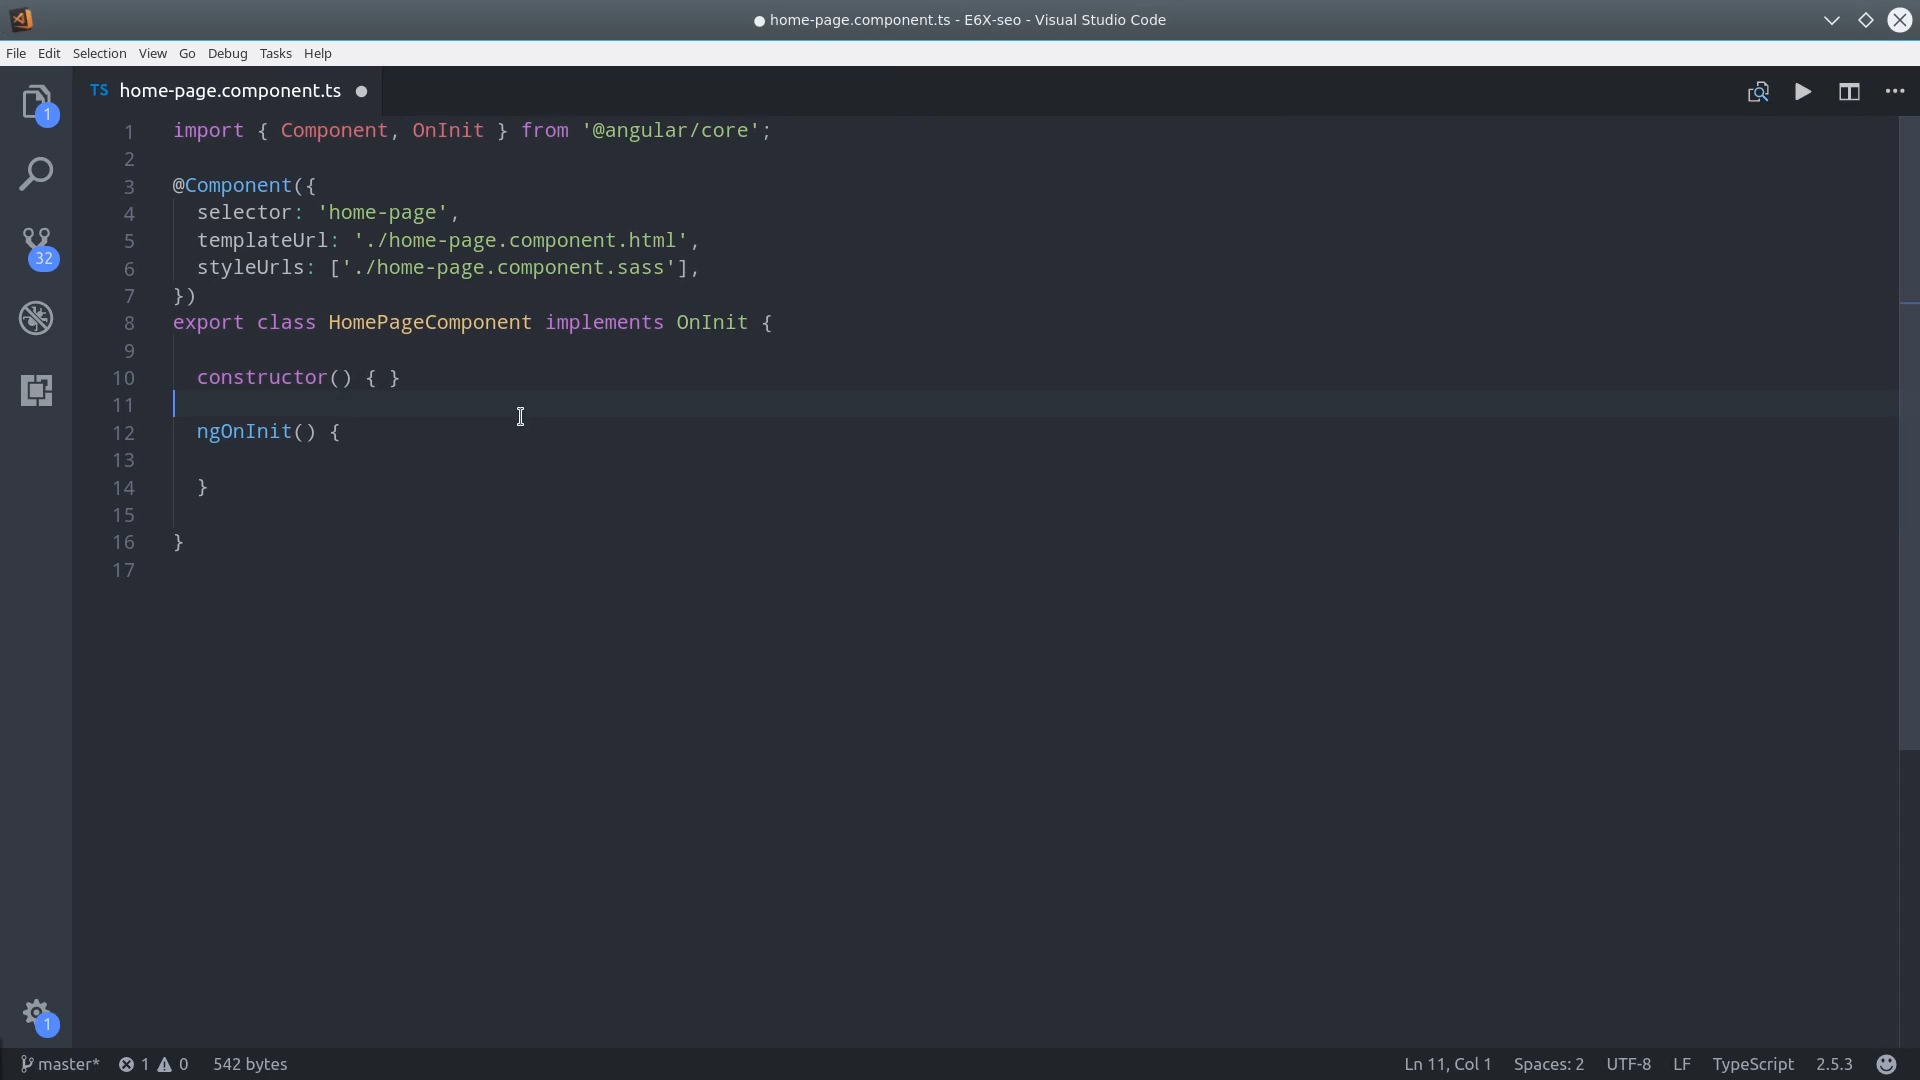 home-page.component.ts - E6X-seo - Visual Studio Code
File Edit Selection View Go Debug Tasks Help
TS home-page.component.ts
1 import { Component, OnInit } from '@angular/core';
2
3 @Component({
4 selector: 'home-page',
5 templateUrl: './home-page.component.html',
6 styleUrls: ['./home-page.component.sass'],
7 })
8 export class HomePageComponent implements OnInit {
9
10 constructor() { }
11
12 ngOnInit() {
13
14 }
15
16 }
17
1
32
1
master* 1 0 542 bytes Ln 11, Col 1 Spaces: 2 UTF-8 LF TypeScript 2.5.3